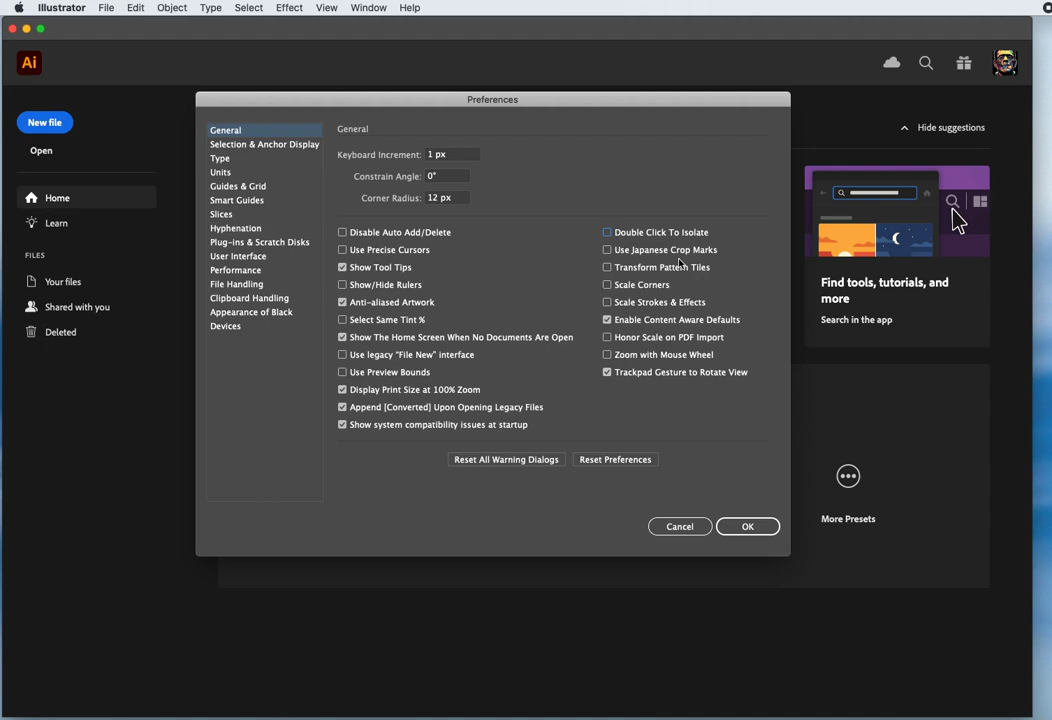 Illustrator File Edit Object Type Select Effect View Window Help
Ai
New file
Open
Home
Learn
FILES
Your files
Shared with you
Deleted
Hide suggestions
Preferences
General
Selection & Anchor Display
Type
Units
Guides & Grid
Smart Guides
Slices
Hyphenation
Plug-ins & Scratch Disks
User Interface
Performance
File Handling
Clipboard Handling
Appearance of Black
Devices
General
Keyboard Increment: 1 px
Constrain Angle: 0°
Corner Radius: 12 px
Disable Auto Add/Delete
Use Precise Cursors
Show Tool Tips
Show/Hide Rulers
Anti-aliased Artwork
Select Same Tint %
Show The Home Screen When No Documents Are Open
Use legacy "File New" interface
Use Preview Bounds
Display Print Size at 100% Zoom
Append [Converted] Upon Opening Legacy Files
Show system compatibility issues at startup
Double Click To Isolate
Use Japanese Crop Marks
Transform Pattern Tiles
Scale Corners
Scale Strokes & Effects
Enable Content Aware Defaults
Honor Scale on PDF Import
Zoom with Mouse Wheel
Trackpad Gesture to Rotate View
Reset All Warning Dialogs Reset Preferences
Cancel OK
Find tools, tutorials, and
more
Search in the app
More Presets